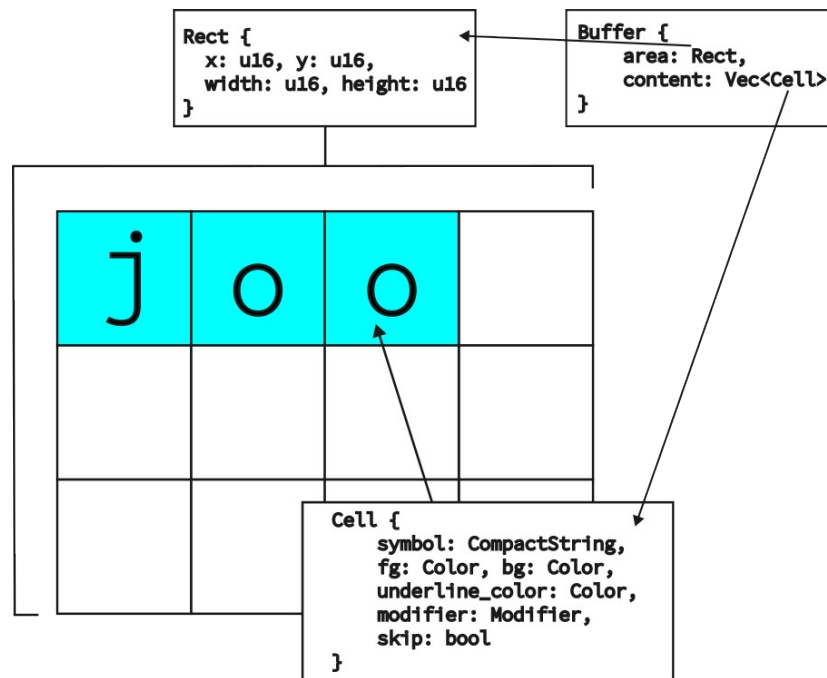 Rect {
x: u16, y: u16,
width: u16, height: u16
}
Buffer {
area: Rect,
content: Vec<Cell>
}
j o o
Cell {
symbol: CompactString,
fg: Color, bg: Color,
underline_color: Color,
modifier: Modifier,
skip: bool
}